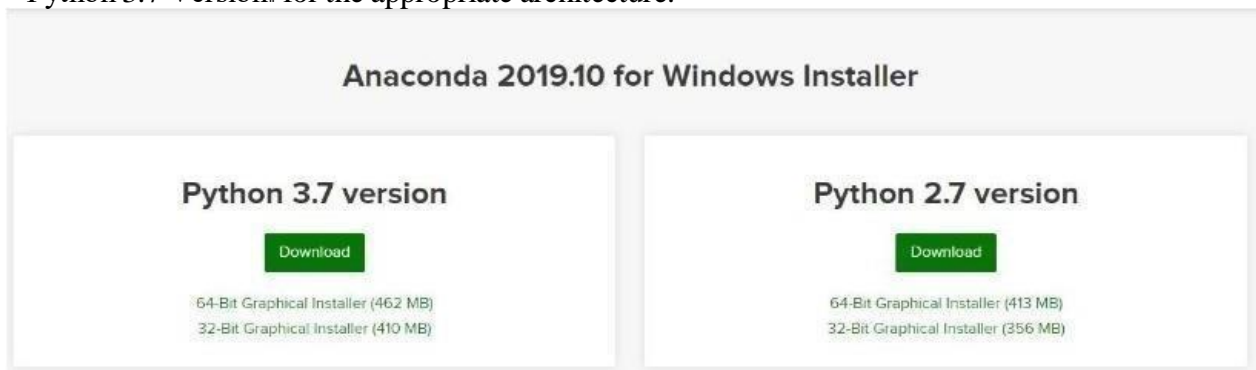 Python 3.7 version" for the appropriate architecture.
Anaconda 2019.10 for Windows Installer
Python 3.7 version
Python 2.7 version
Download
Download
64-Bit Graphical Installer (462 MB)
64-Bit Graphical Installer (413 MB)
32-Bit Graphical Installer (410 MB)
32-Bit Graphical Installer (356 MB)